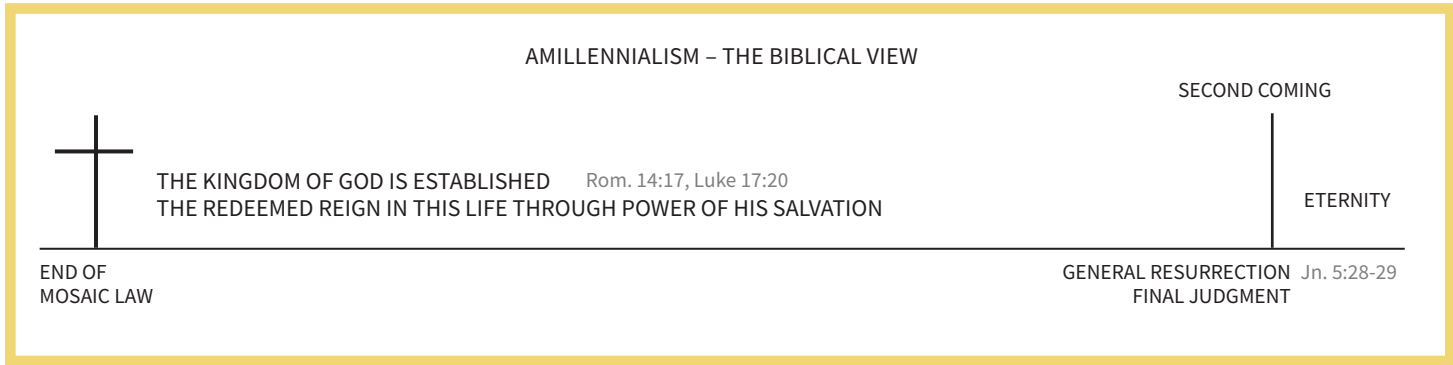 AMILLENNIALISM – THE BIBLICAL VIEW
SECOND COMING
THE KINGDOM OF GOD IS ESTABLISHED Rom. 14:17, Luke 17:20
THE REDEEMED REIGN IN THIS LIFE THROUGH POWER OF HIS SALVATION
ETERNITY
END OF
MOSAIC LAW
GENERAL RESURRECTION Jn. 5:28-29
FINAL JUDGMENT